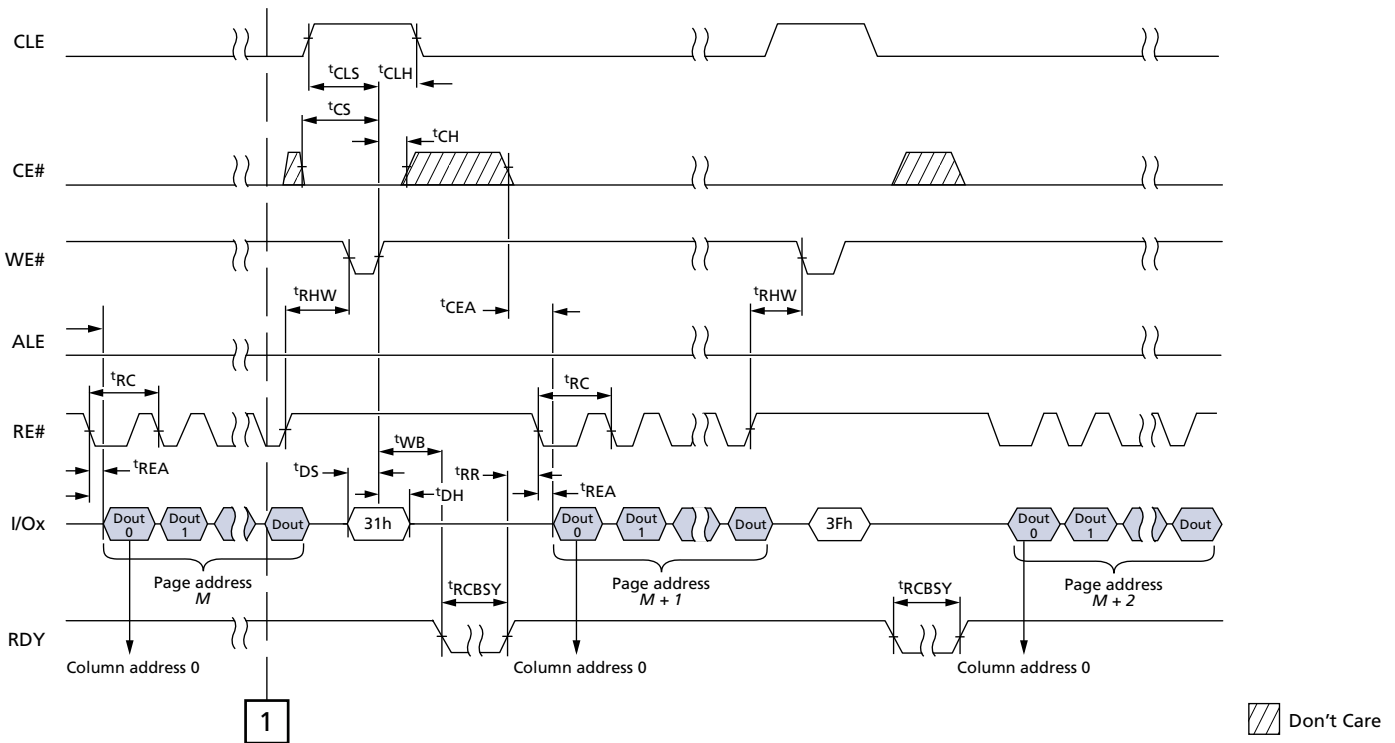 CLE
tCLS
tCLH
tCS
tCH
CE#
WE#
tRHW
tCEA
tRHW
ALE
tRC
tRC
RE#
tWB
tREA
tDS
tRR
tDH
tREA
I/Ox
Dout 0
Dout 1
Dout
31h
Dout 0
Dout 1
Dout
3Fh
Dout 0
Dout 1
Dout
Page address
M
Page address
M + 1
Page address
M + 2
tRCBSY
tRCBSY
RDY
Column address 0
Column address 0
Column address 0
1
Don't Care